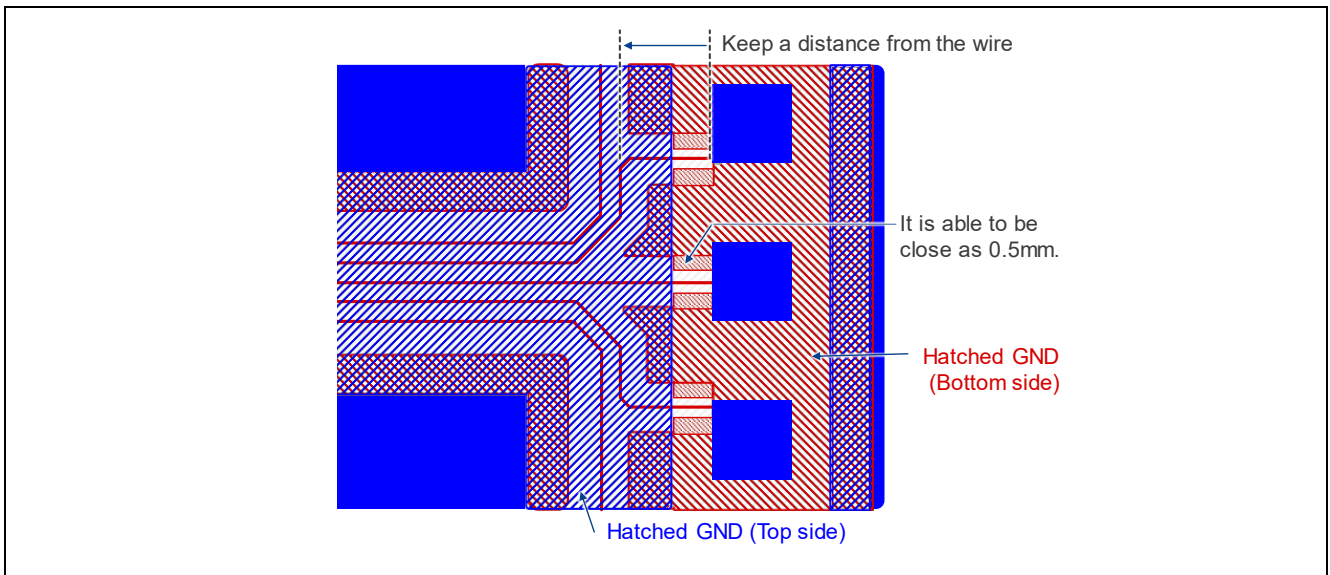 Keep a distance from the wire
It is able to be
close as 0.5mm.
Hatched GND
(Bottom side)
Hatched GND (Top side)